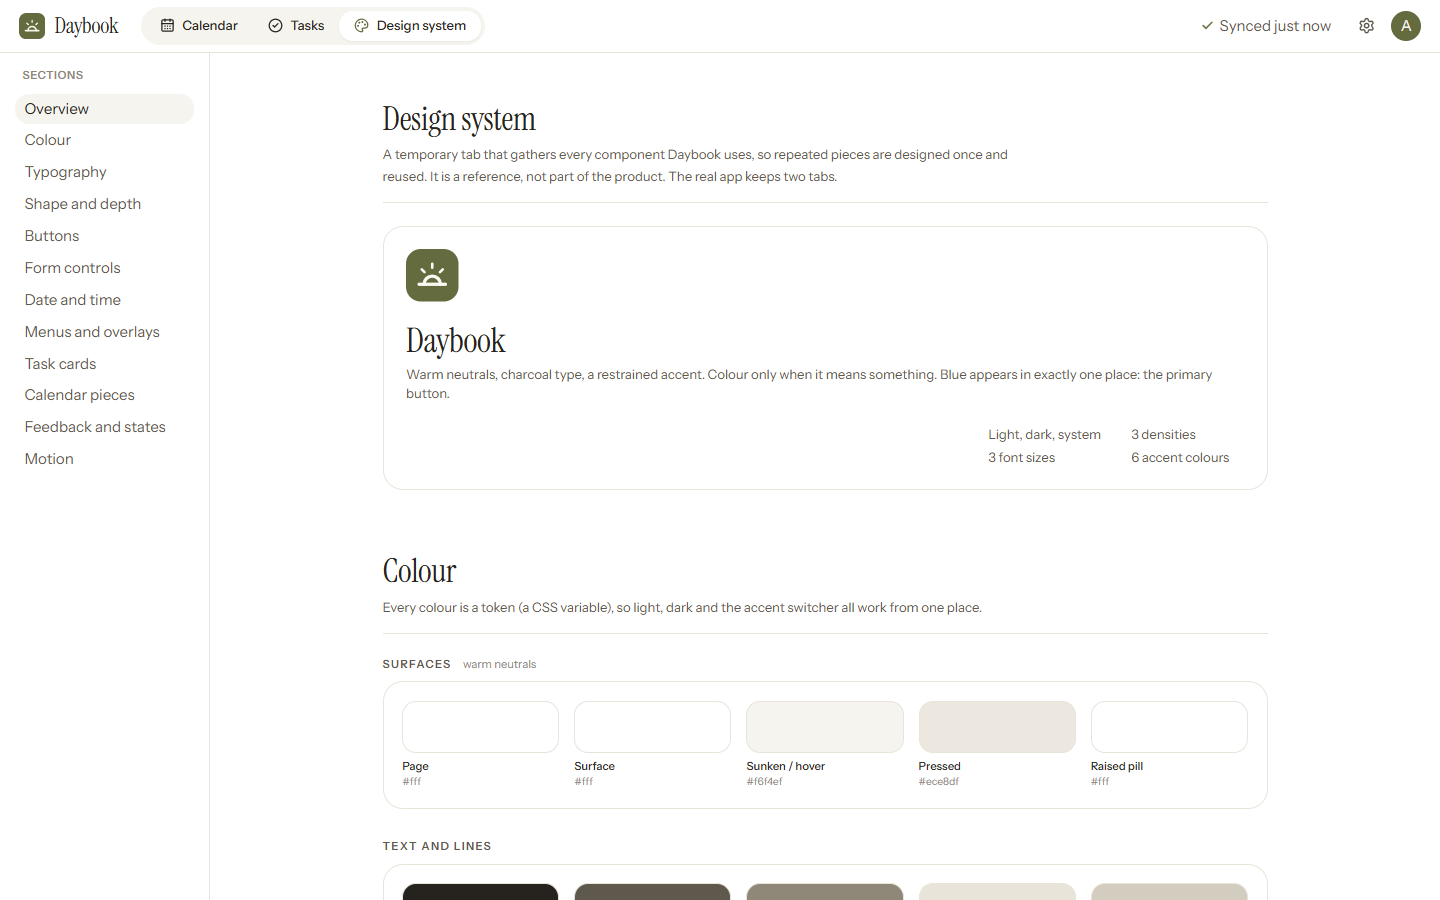 Daybook
Calendar
Tasks
Design system
Synced just now
A
SECTIONS
Overview
Colour
Typography
Shape and depth
Buttons
Form controls
Date and time
Menus and overlays
Task cards
Calendar pieces
Feedback and states
Motion
Design system
A temporary tab that gathers every component Daybook uses, so repeated pieces are designed once and
reused. It is a reference, not part of the product. The real app keeps two tabs.
Daybook
Warm neutrals, charcoal type, a restrained accent. Colour only when it means something. Blue appears in exactly one place: the primary
button.
Light, dark, system
3 densities
3 font sizes
6 accent colours
Colour
Every colour is a token (a CSS variable), so light, dark and the accent switcher all work from one place.
SURFACES warm neutrals
Page
#fff
Surface
#fff
Sunken / hover
#f6f4ef
Pressed
#ece8df
Raised pill
#fff
TEXT AND LINES